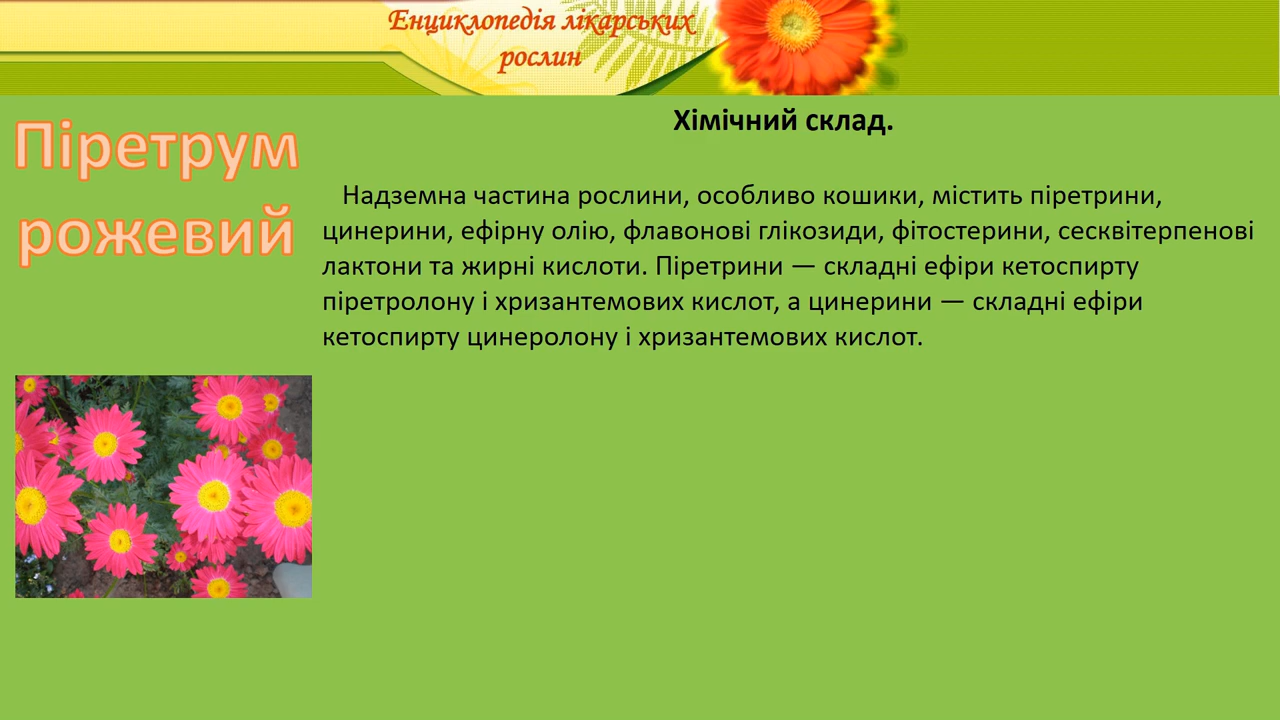 Енциклопедія лікарських
рослин
Піретрум
рожевий
Хімічний склад.
Надземна частина рослини, особливо кошики, містить піретрини,
цинерини, ефірну олію, флавонові глікозиди, фітостерини, сесквітерпенові
лактони та жирні кислоти. Піретрини — складні ефіри кетоспирту
піретролону і хризантемових кислот, а цинерини — складні ефіри
кетоспирту цинеролону і хризантемових кислот.